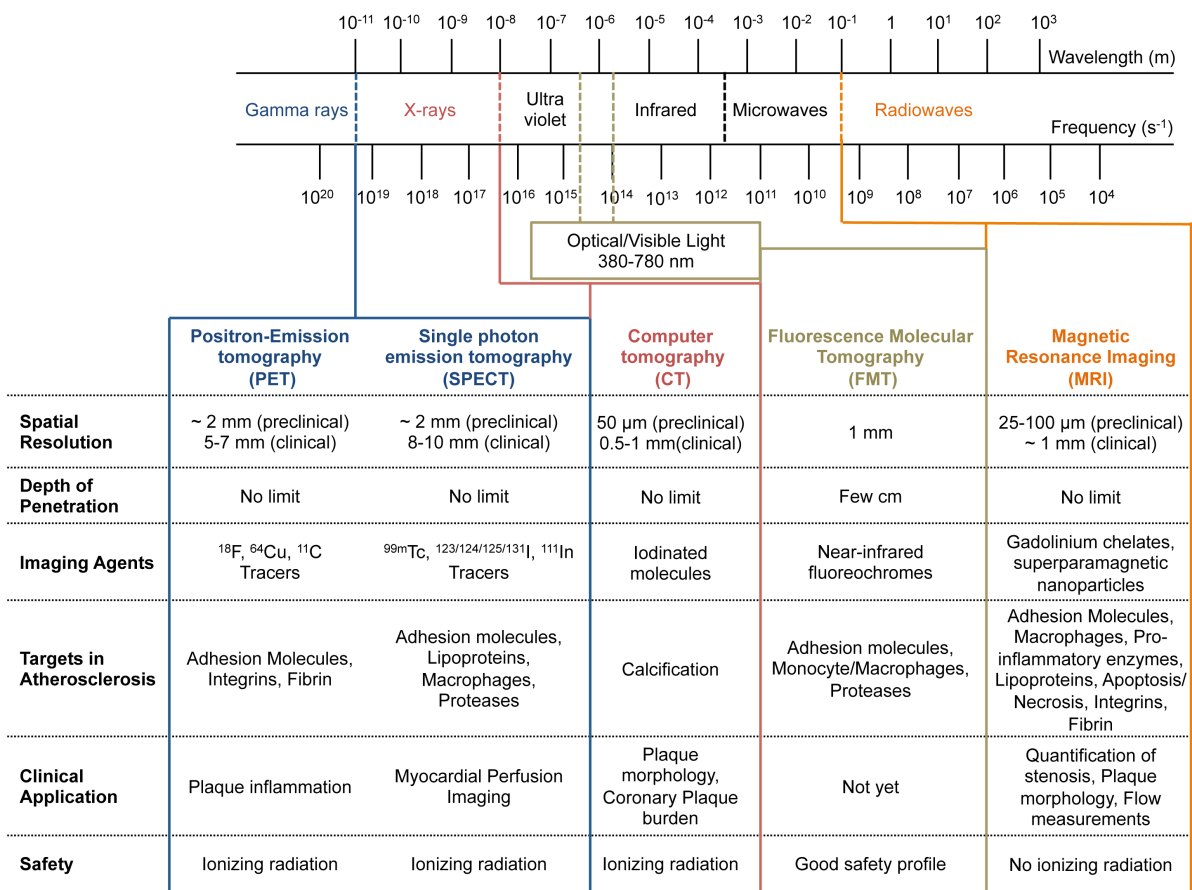 10⁻¹¹ 10⁻¹⁰ 10⁻⁹ 10⁻⁸ 10⁻⁷ 10⁻⁶ 10⁻⁵ 10⁻⁴ 10⁻³ 10⁻² 10⁻¹ 1 10¹ 10² 10³
Wavelength (m)
Gamma rays X-rays Ultra violet Infrared Microwaves Radiowaves
Frequency (s⁻¹)
10²⁰ 10¹⁹ 10¹⁸ 10¹⁷ 10¹⁶ 10¹⁵ 10¹⁴ 10¹³ 10¹² 10¹¹ 10¹⁰ 10⁹ 10⁸ 10⁷ 10⁶ 10⁵ 10⁴
Optical/Visible Light
380-780 nm
Positron-Emission
tomography
(PET)
Single photon
emission tomography
(SPECT)
Computer
tomography
(CT)
Fluorescence Molecular
Tomography
(FMT)
Magnetic
Resonance Imaging
(MRI)
Spatial
Resolution
~ 2 mm (preclinical)
5-7 mm (clinical)
~ 2 mm (preclinical)
8-10 mm (clinical)
50 µm (preclinical)
0.5-1 mm(clinical)
1 mm
25-100 µm (preclinical)
~ 1 mm (clinical)
Depth of
Penetration
No limit
No limit
No limit
Few cm
No limit
Imaging Agents
¹⁸F, ⁶⁴Cu, ¹¹C
Tracers
⁹⁹ᵐTc, ¹²³/¹²⁴/¹²⁵/¹³¹I, ¹¹¹In
Tracers
Iodinated
molecules
Near-infrared
fluoreochromes
Gadolinium chelates,
superparamagnetic
nanoparticles
Targets in
Atherosclerosis
Adhesion Molecules,
Integrins, Fibrin
Adhesion molecules,
Lipoproteins,
Macrophages,
Proteases
Calcification
Adhesion molecules,
Monocyte/Macrophages,
Proteases
Adhesion Molecules,
Macrophages, Pro-
inflammatory enzymes,
Lipoproteins, Apoptosis/
Necrosis, Integrins,
Fibrin
Clinical
Application
Plaque inflammation
Myocardial Perfusion
Imaging
Plaque
morphology,
Coronary Plaque
burden
Not yet
Quantification of
stenosis, Plaque
morphology, Flow
measurements
Safety
Ionizing radiation
Ionizing radiation
Ionizing radiation
Good safety profile
No ionizing radiation